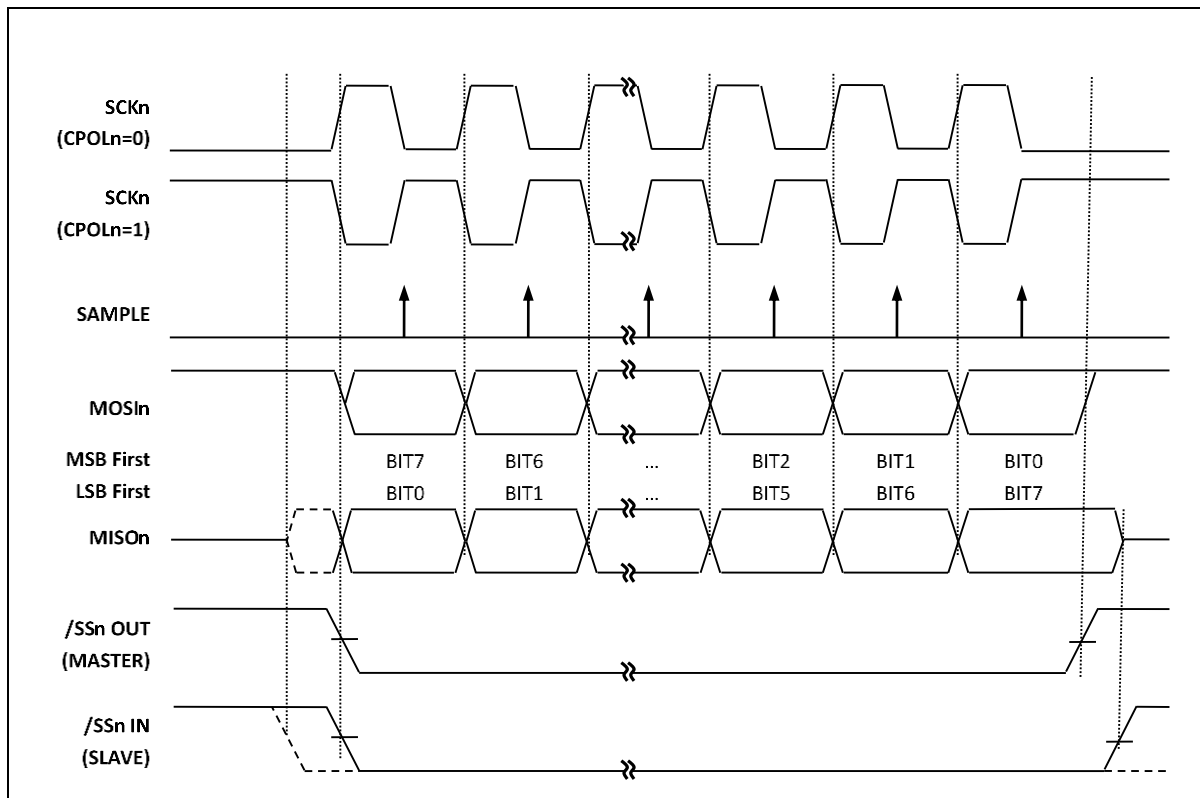 SCKn
(CPOLn=0)
SCKn
(CPOLn=1)
SAMPLE
MOSIn
MSB First BIT7 BIT6 ... BIT2 BIT1 BIT0
LSB First BIT0 BIT1 ... BIT5 BIT6 BIT7
MISOn
/SSn OUT
(MASTER)
/SSn IN
(SLAVE)